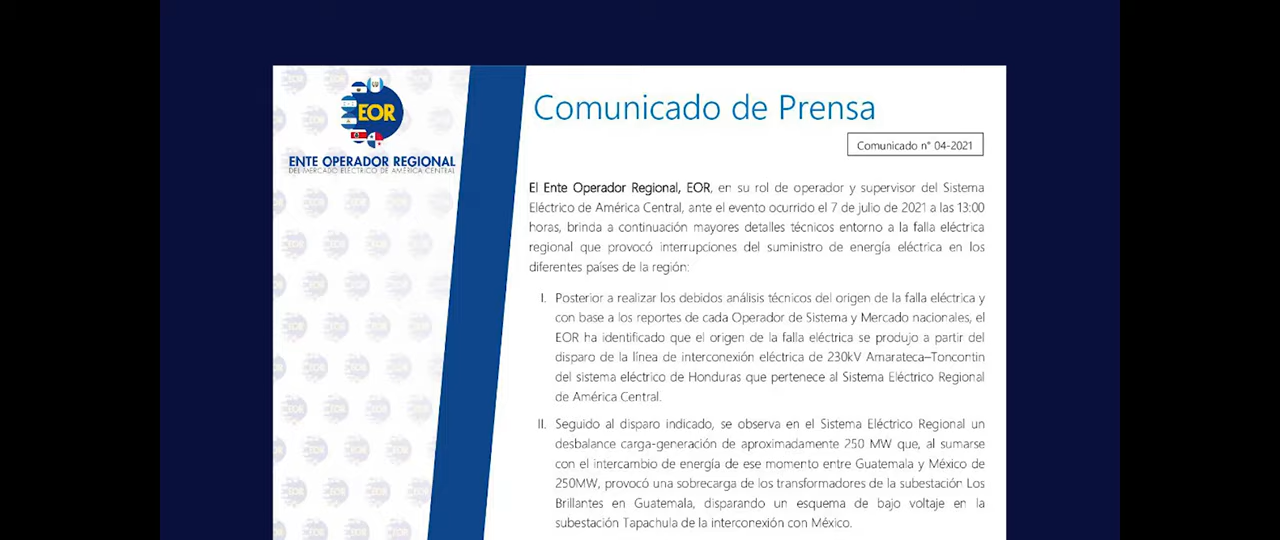 EOR
ENTE OPERADOR REGIONAL
DEL MERCADO ELÉCTRICO DE AMÉRICA CENTRAL
Comunicado de Prensa
Comunicado n° 04-2021
El Ente Operador Regional, EOR, en su rol de operador y supervisor del Sistema
Eléctrico de América Central, ante el evento ocurrido el 7 de julio de 2021 a las 13:00
horas, brinda a continuación mayores detalles técnicos entorno a la falla eléctrica
regional que provocó interrupciones del suministro de energía eléctrica en los
diferentes países de la región:
I. Posterior a realizar los debidos análisis técnicos del origen de la falla eléctrica y
con base a los reportes de cada Operador de Sistema y Mercado nacionales, el
EOR ha identificado que el origen de la falla eléctrica se produjo a partir del
disparo de la línea de interconexión eléctrica de 230kV Amarateca–Toncontin
del sistema eléctrico de Honduras que pertenece al Sistema Eléctrico Regional
de América Central.
II. Seguido al disparo indicado, se observa en el Sistema Eléctrico Regional un
desbalance carga-generación de aproximadamente 250 MW que, al sumarse
con el intercambio de energía de ese momento entre Guatemala y México de
250MW, provocó una sobrecarga de los transformadores de la subestación Los
Brillantes en Guatemala, disparando un esquema de bajo voltaje en la
subestación Tapachula de la interconexión con México.